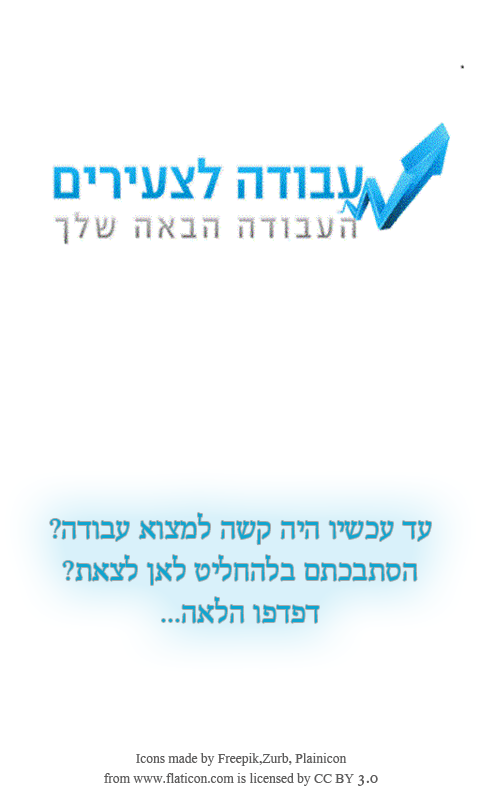 עבודה לצעירים
העבודה הבאה שלך
עד עכשיו היה קשה למצוא עבודה?
הסתבכתם בלהחליט לאן לצאת?
דפדפו הלאה...
Icons made by Freepik,Zurb, Plainicon
from www.flaticon.com is licensed by CC BY 3.0